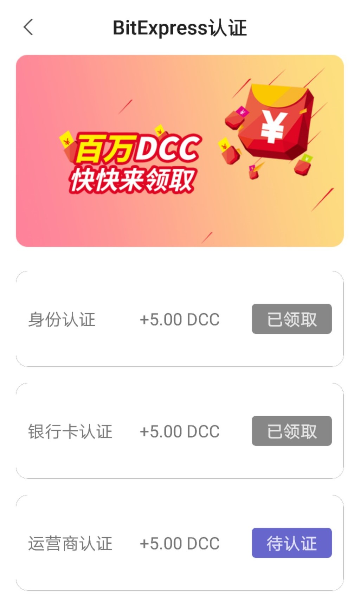 BitExpress认证
百万DCC
快快来领取
¥
身份认证 +5.00 DCC 已领取
银行卡认证 +5.00 DCC 已领取
运营商认证 +5.00 DCC 待认证